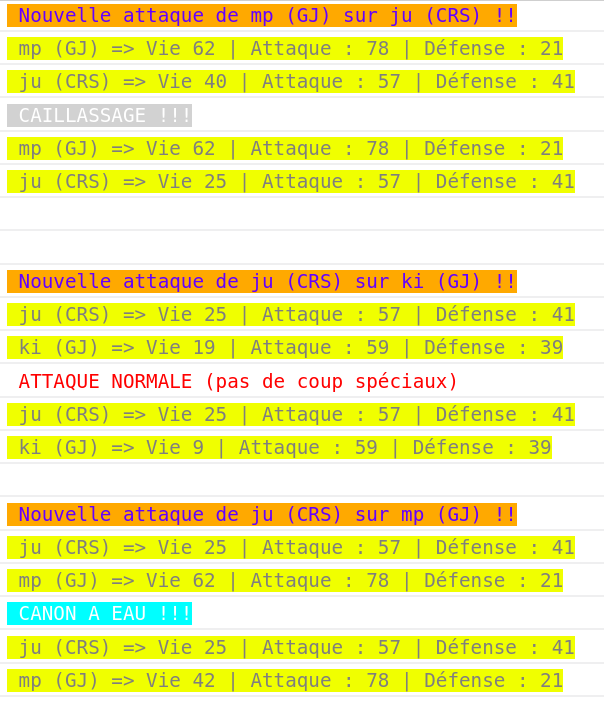 Nouvelle attaque de mp (GJ) sur ju (CRS) !!
mp (GJ) => Vie 62 | Attaque : 78 | Défense : 21
ju (CRS) => Vie 40 | Attaque : 57 | Défense : 41
CAILLASSAGE !!!
mp (GJ) => Vie 62 | Attaque : 78 | Défense : 21
ju (CRS) => Vie 25 | Attaque : 57 | Défense : 41
Nouvelle attaque de ju (CRS) sur ki (GJ) !!
ju (CRS) => Vie 25 | Attaque : 57 | Défense : 41
ki (GJ) => Vie 19 | Attaque : 59 | Défense : 39
ATTAQUE NORMALE (pas de coup spéciaux)
ju (CRS) => Vie 25 | Attaque : 57 | Défense : 41
ki (GJ) => Vie 9 | Attaque : 59 | Défense : 39
Nouvelle attaque de ju (CRS) sur mp (GJ) !!
ju (CRS) => Vie 25 | Attaque : 57 | Défense : 41
mp (GJ) => Vie 62 | Attaque : 78 | Défense : 21
CANON A EAU !!!
ju (CRS) => Vie 25 | Attaque : 57 | Défense : 41
mp (GJ) => Vie 42 | Attaque : 78 | Défense : 21